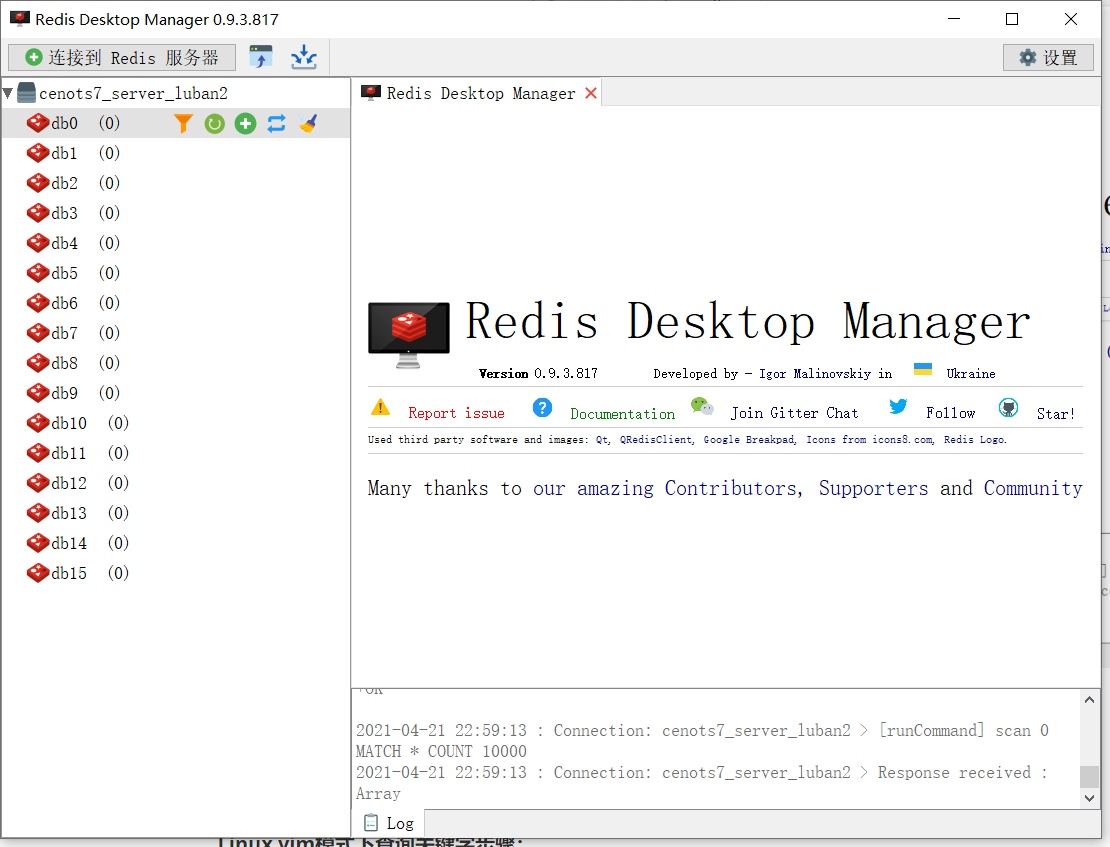 Redis Desktop Manager 0.9.3.817
连接到 Redis 服务器
设置
cenots7_server_luban2
Redis Desktop Manager
db0 (0)
db1 (0)
db2 (0)
db3 (0)
db4 (0)
db5 (0)
db6 (0)
db7 (0)
db8 (0)
db9 (0)
db10 (0)
db11 (0)
db12 (0)
db13 (0)
db14 (0)
db15 (0)
Redis Desktop Manager
Version 0.9.3.817 Developed by - Igor Malinovskiy in Ukraine
Report issue Documentation Join Gitter Chat Follow Star!
Used third party software and images: Qt, QRedisClient, Google Breakpad, Icons from icons8.com, Redis Logo.
Many thanks to our amazing Contributors, Supporters and Community
+OK
2021-04-21 22:59:13 : Connection: cenots7_server_luban2 > [runCommand] scan 0
MATCH * COUNT 10000
2021-04-21 22:59:13 : Connection: cenots7_server_luban2 > Response received :
Array
Log
Linux vim模式下查询关键字步骤：